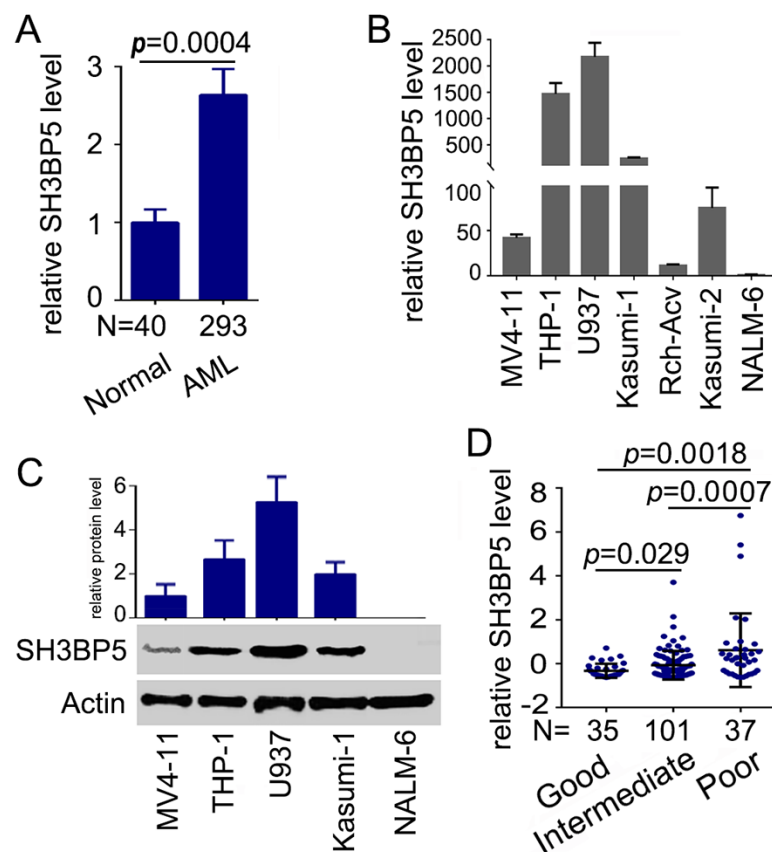 A
p=0.0004
relative SH3BP5 level
3
2
1
0
N=40 293
Normal
AML
B
relative SH3BP5 level
2500
2000
1500
1000
500
100
50
0
MV4-11
THP-1
U937
Kasumi-1
Rch-Acv
Kasumi-2
NALM-6
C
relative protein level
6
4
2
0
SH3BP5
Actin
MV4-11
THP-1
U937
Kasumi-1
NALM-6
D
p=0.0018
p=0.0007
p=0.029
relative SH3BP5 level
8
6
4
2
0
-2
N= 35 101 37
Good
Intermediate
Poor